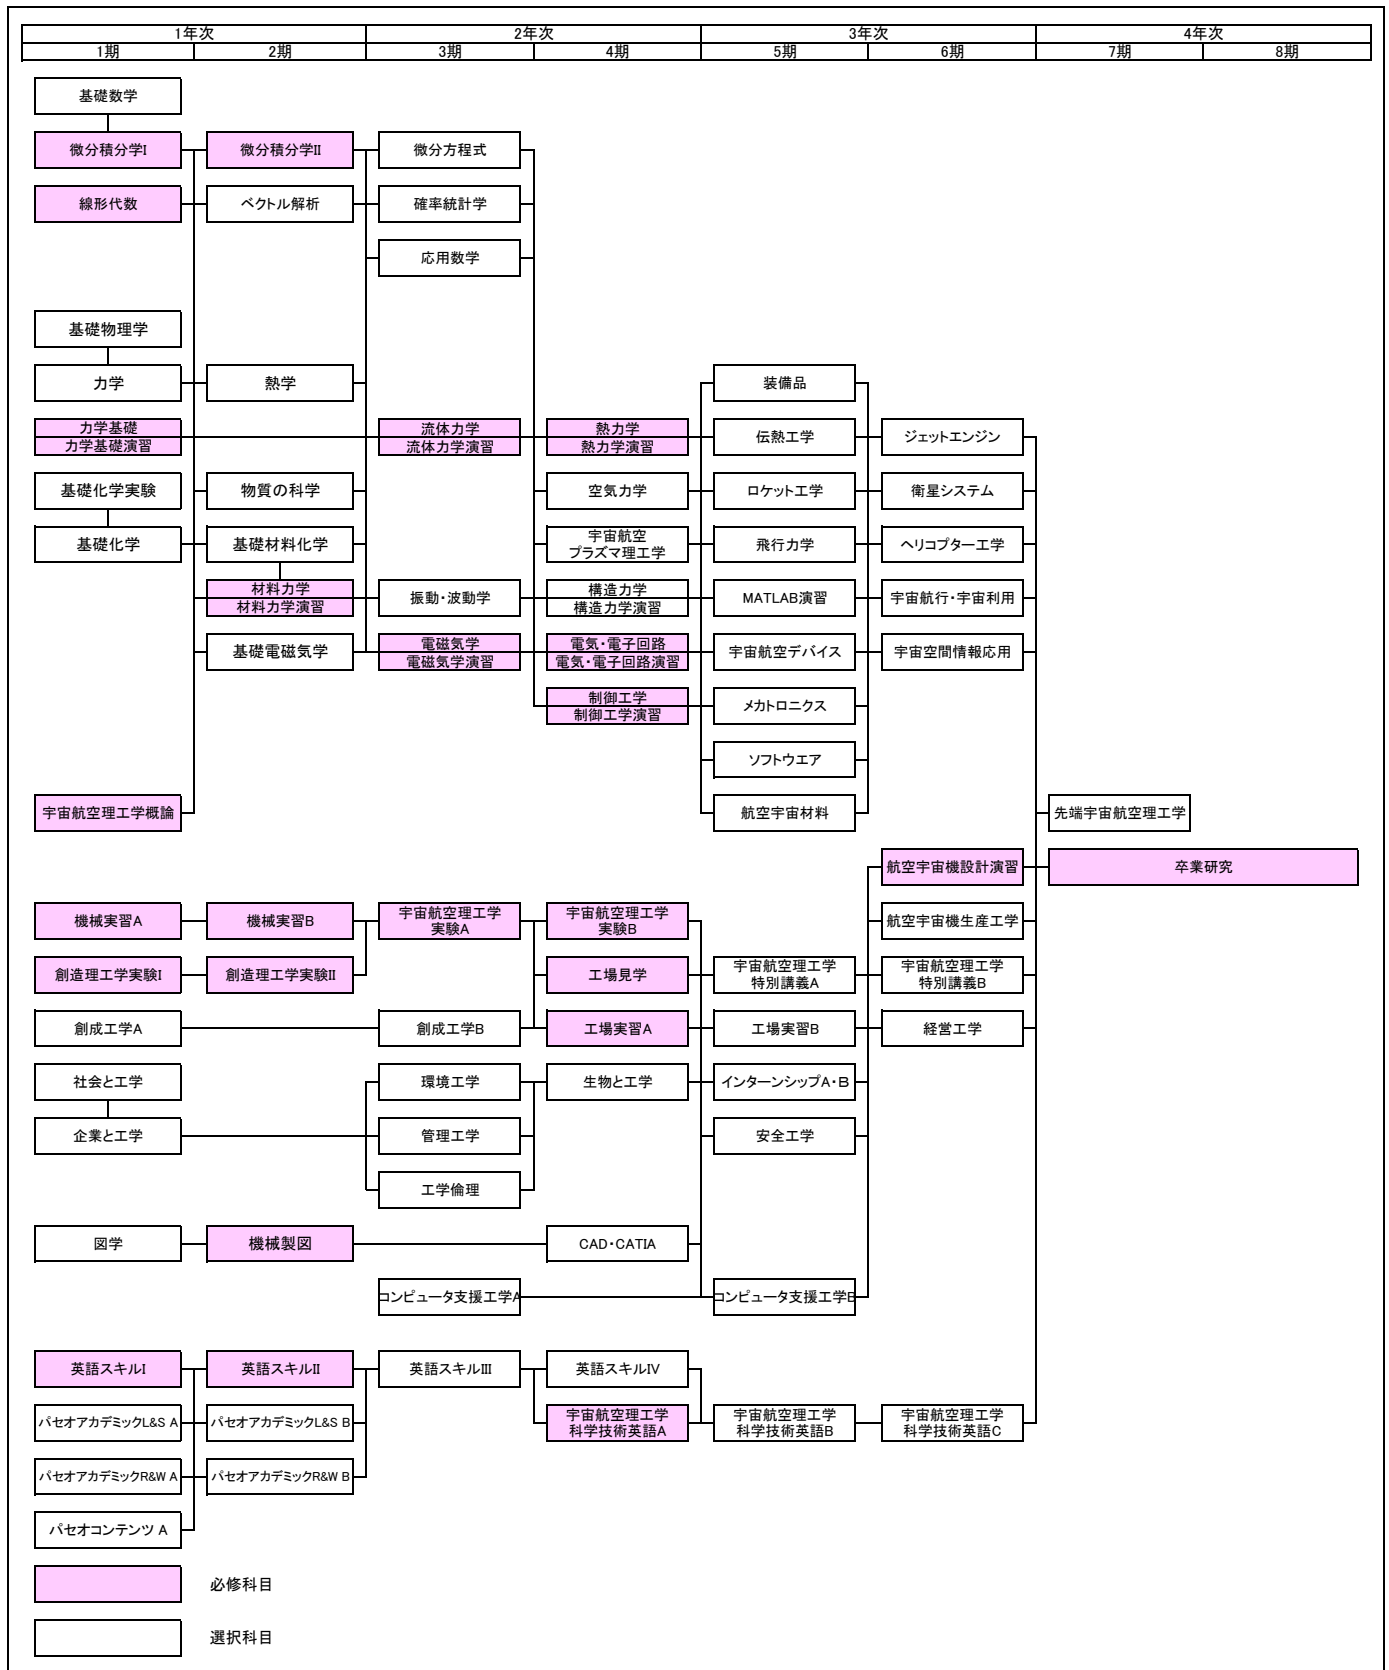 1年次 2年次 3年次 4年次
1期 2期 3期 4期 5期 6期 7期 8期
基礎数学
微分積分学Ⅰ 微分積分学Ⅱ 微分方程式
線形代数 ベクトル解析 確率統計学
応用数学
基礎物理学
力学 熱学 装備品
力学基礎 流体力学 熱力学 伝熱工学 ジェットエンジン
力学基礎演習 流体力学演習 熱力学演習
基礎化学実験 物質の科学 空気力学 ロケット工学 衛星システム
基礎化学 基礎材料化学 宇宙航空 飛行力学 ヘリコプター工学
プラズマ理工学
材料力学 振動・波動学 構造力学 MATLAB演習 宇宙航行・宇宙利用
材料力学演習 構造力学演習
基礎電磁気学 電磁気学 電気・電子回路 宇宙航空デバイス 宇宙空間情報応用
電磁気学演習 電気・電子回路演習
制御工学 メカトロニクス
制御工学演習
ソフトウエア
宇宙航空理工学概論 航空宇宙材料 先端宇宙航空理工学
航空宇宙機設計演習 卒業研究
機械実習A 機械実習B 宇宙航空理工学 宇宙航空理工学 航空宇宙機生産工学
実験A 実験B
創造理工学実験Ⅰ 創造理工学実験Ⅱ 工場見学 宇宙航空理工学 宇宙航空理工学
特別講義A 特別講義B
創成工学A 創成工学B 工場実習A 工場実習B 経営工学
社会と工学 環境工学 生物と工学 インターンシップA・B
企業と工学 管理工学 安全工学
工学倫理
図学 機械製図 CAD・CATIA
コンピュータ支援工学A コンピュータ支援工学B
英語スキルⅠ 英語スキルⅡ 英語スキルⅢ 英語スキルⅣ
パセオアカデミックL&S A パセオアカデミックL&S B 宇宙航空理工学 宇宙航空理工学 宇宙航空理工学
科学技術英語A 科学技術英語B 科学技術英語C
パセオアカデミックR&W A パセオアカデミックR&W B
パセオコンテンツ A
必修科目
選択科目